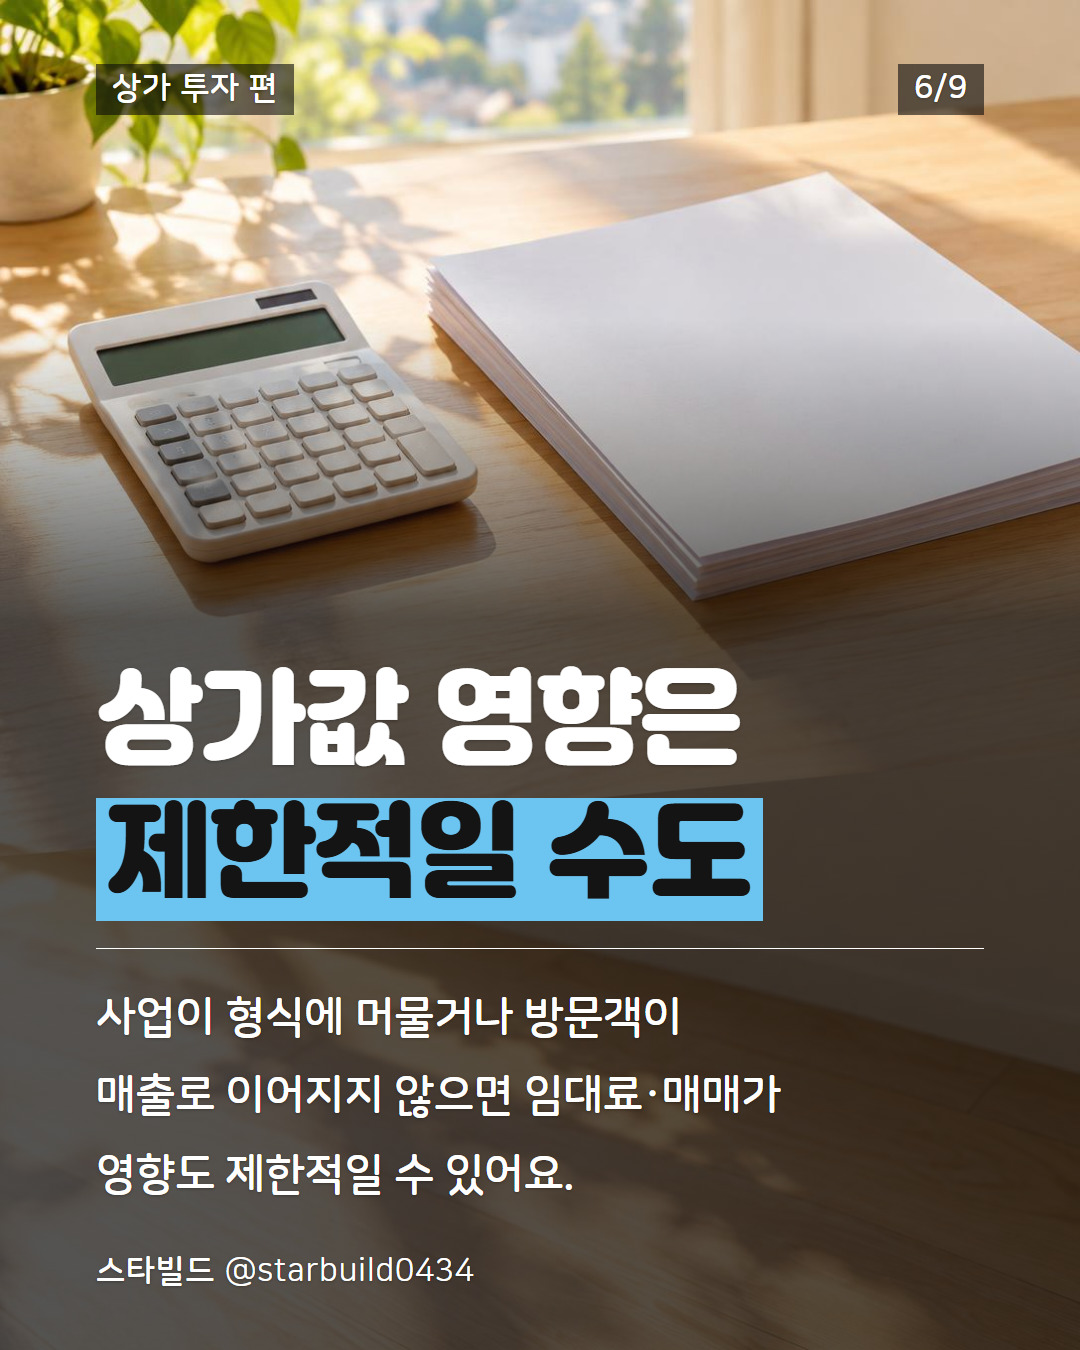 상가 투자 편
6/9
상가값 영향은
제한적일 수도
사업이 형식에 머물거나 방문객이
매출로 이어지지 않으면 임대료·매매가
영향도 제한적일 수 있어요.
스타빌드 @starbuild0434